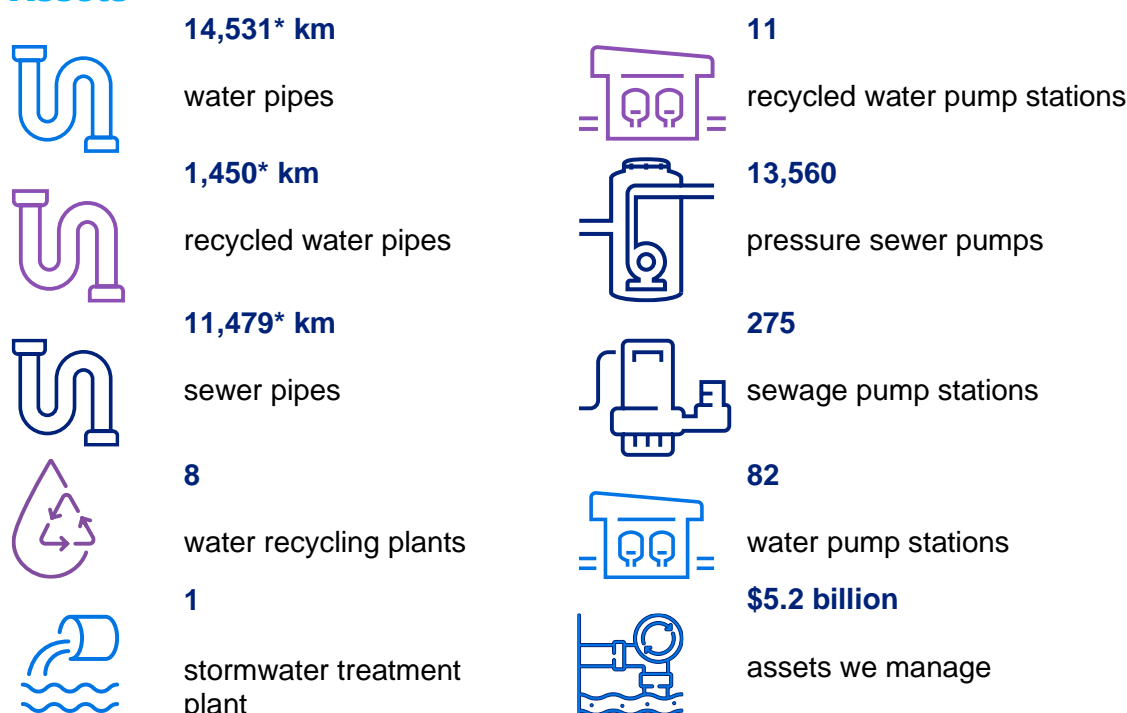 14,531* km
water pipes
1,450* km
recycled water pipes
11,479* km
sewer pipes
8
water recycling plants
1
stormwater treatment
plant
11
recycled water pump stations
13,560
pressure sewer pumps
275
sewage pump stations
82
water pump stations
$5.2 billion
assets we manage